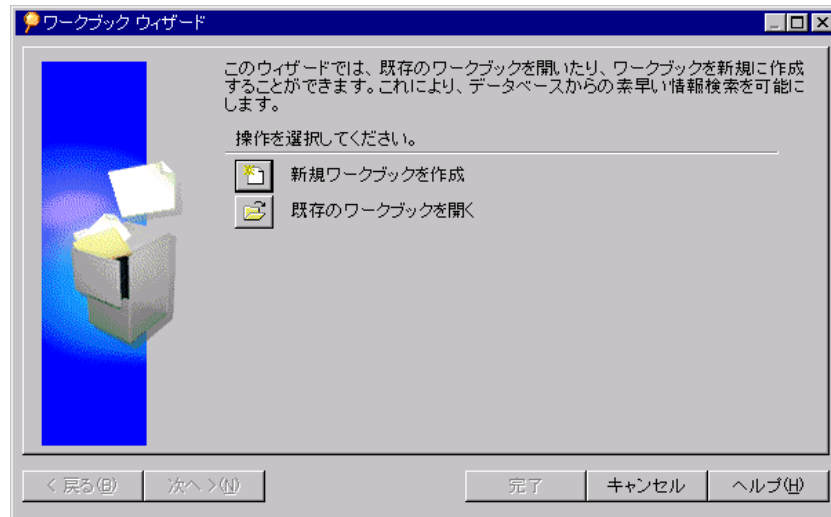 ワークブック ウィザード
このウィザードでは、既存のワークブックを開いたり、ワークブックを新規に作成
することができます。これにより、データベースからの素早い情報検索を可能に
します。
操作を選択してください。
新規ワークブックを作成
既存のワークブックを開く
< 戻る(B) 次へ >(N) 完了 キャンセル ヘルプ(H)